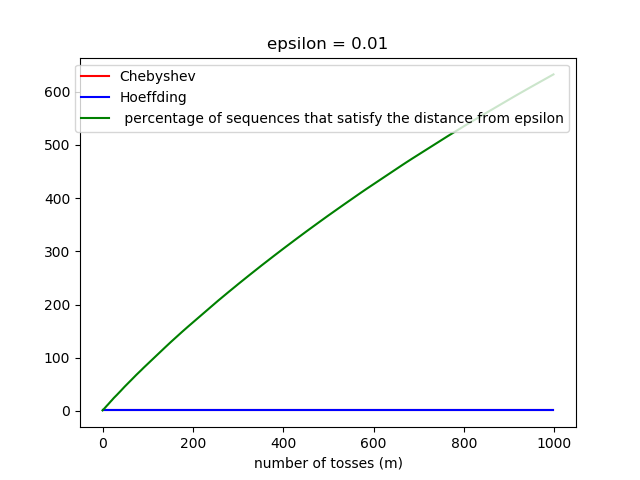 epsilon = 0.01
Chebyshev
Hoeffding
percentage of sequences that satisfy the distance from epsilon
600
500
400
300
200
100
0
0 200 400 600 800 1000
number of tosses (m)